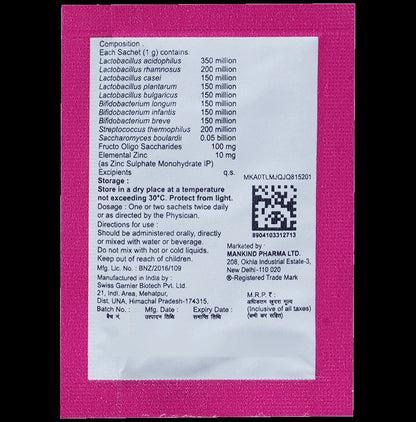 Composition :
Each Sachet (1 g) contains.
Lactobacillus acidophilus 350 million
Lactobacillus rhamnosus 200 million
Lactobacillus casei 150 million
Lactobacillus plantarum 150 million
Lactobacillus bulgaricus 150 million
Bifidobacterium longum 150 million
Bifidobacterium infantis 150 million
Bifidobacterium breve 150 million
Streptococcus thermophilus 200 million
Saccharomyces boulardii 0.05 billion
Fructo Oligo Saccharides 100 mg
Elemental Zinc 10 mg
(as Zinc Sulphate Monohydrate IP)
Excipients q.s.
MKA0TLMJQJQ815201
Storage :
Store in a dry place at a temperature
not exceeding 30°C. Protect from light.
Dosage : One or two sachets twice daily
or as directed by the Physician.
Directions for use :
Should be administered orally, directly
or mixed with water or beverage.
Do not mix with hot or cold liquids.
Keep out of reach of children.
Mfg. Lic. No. : BNZ/2016/109
Manufactured in India by :
Swiss Garnier Biotech Pvt. Ltd.
21, Indl. Area, Mehatpur,
Dist. UNA, Himachal Pradesh-174315.
8904103312713
Marketed by :
MANKIND PHARMA LTD.
208, Okhla Industrial Estate-3,
New Delhi-110 020
®-Registered Trade Mark
Batch No. : Mfg. Date : Expiry Date :
बैच नं. उत्पादन तिथि समाप्ति तिथि
M.R.P. ₹ :
अधिकतम खुदरा मूल्य
(Inclusive of all taxes)
(सभी कर सहित)